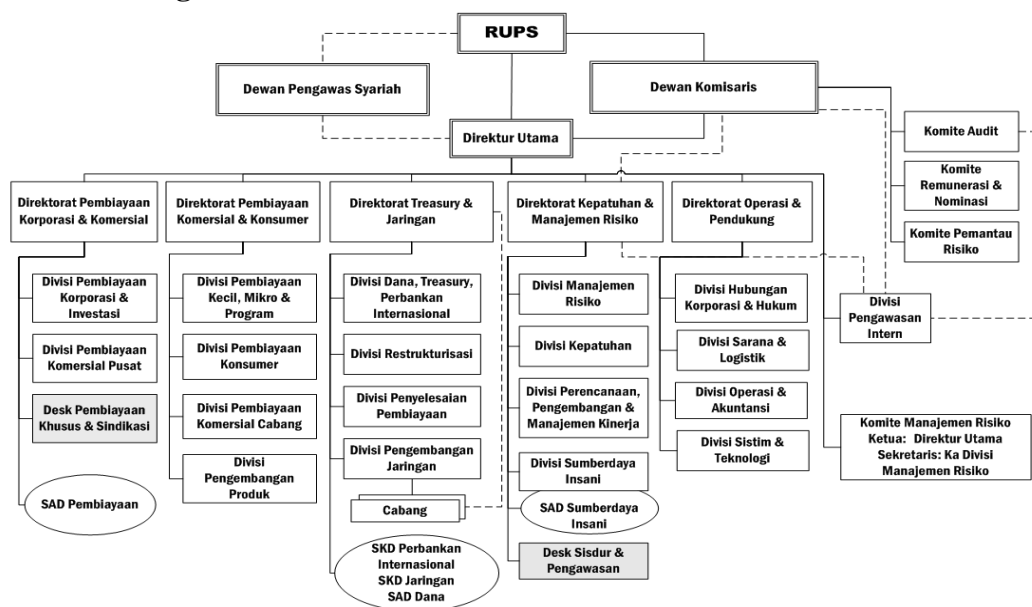 RUPS
Dewan Pengawas Syariah
Dewan Komisaris
Direktur Utama
Komite Audit
Komite
Remunerasi &
Nominasi
Komite Pemantau
Risiko
Direktorat Pembiayaan
Korporasi & Komersial
Direktorat Pembiayaan
Komersial & Konsumer
Direktorat Treasury &
Jaringan
Direktorat Kepatuhan &
Manajemen Risiko
Direktorat Operasi &
Pendukung
Divisi Pembiayaan
Korporasi &
Investasi
Divisi Pembiayaan
Komersial Pusat
Desk Pembiayaan
Khusus & Sindikasi
SAD Pembiayaan
Divisi Pembiayaan
Kecil, Mikro &
Program
Divisi Pembiayaan
Konsumer
Divisi Pembiayaan
Komersial Cabang
Divisi
Pengembangan
Produk
Divisi Dana, Treasury,
Perbankan
Internasional
Divisi Restrukturisasi
Divisi Penyelesaian
Pembiayaan
Divisi Pengembangan
Jaringan
Cabang
SKD Perbankan
Internasional
SKD Jaringan
SAD Dana
Divisi Manajemen
Risiko
Divisi Kepatuhan
Divisi Perencanaan,
Pengembangan &
Manajemen Kinerja
Divisi Sumberdaya
Insani
SAD Sumberdaya
Insani
Desk Sisdur &
Pengawasan
Divisi Hubungan
Korporasi & Hukum
Divisi Sarana &
Logistik
Divisi Operasi &
Akuntansi
Divisi Sistim &
Teknologi
Divisi
Pengawasan
Intern
Komite Manajemen Risiko
Ketua: Direktur Utama
Sekretaris: Ka Divisi
Manajemen Risiko